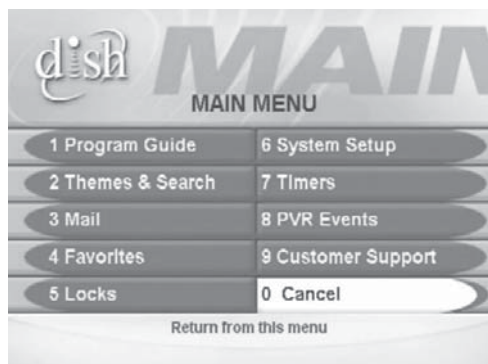 dish
MAIN
MAIN MENU
1 Program Guide
2 Themes & Search
3 Mail
4 Favorites
5 Locks
6 System Setup
7 Timers
8 PVR Events
9 Customer Support
0 Cancel
Return from this menu